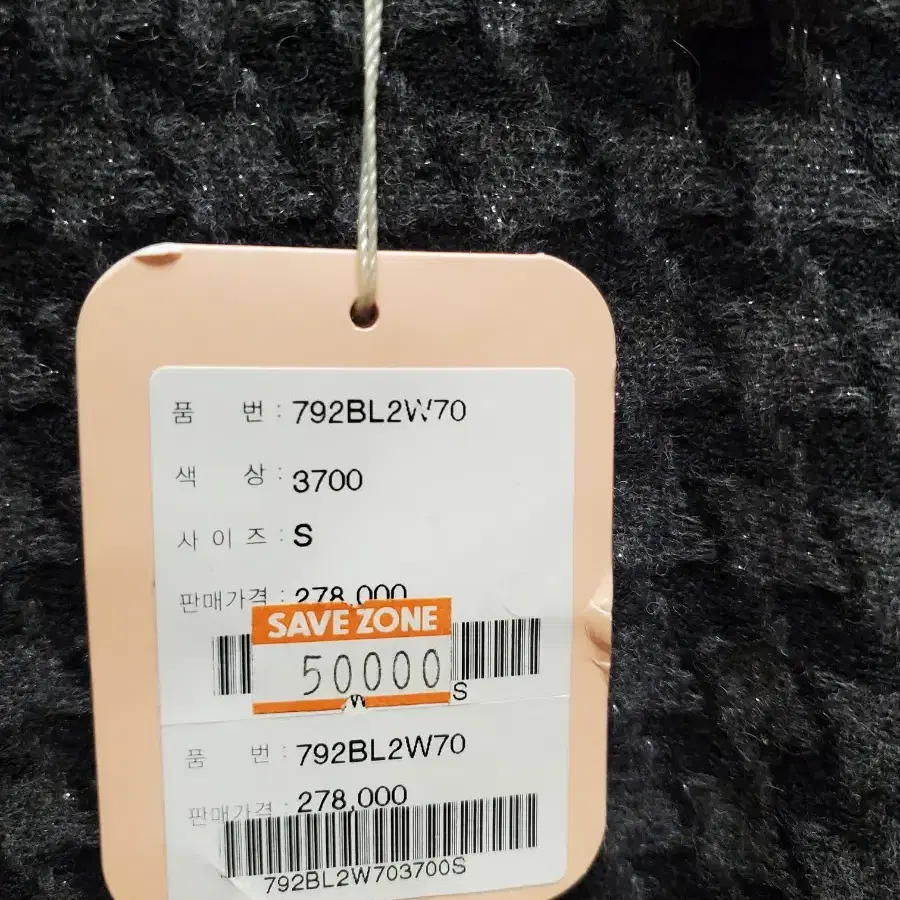 품 번 : 792BL2W70
색 상 : 3700
사 이 즈 : S
판매가격 : 278,000
SAVE ZONE
50000
W S
품 번 : 792BL2W70
판매가격 : 278,000
792BL2W703700S